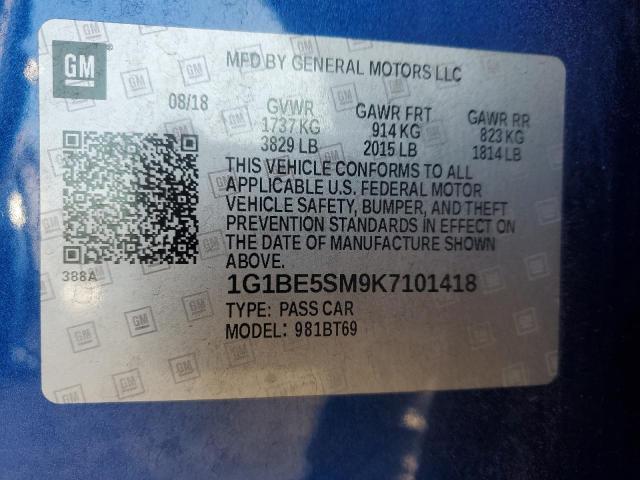 GM
MFD BY GENERAL MOTORS LLC
08/18 GVWR GAWR FRT GAWR RR
1737 KG 914 KG 823 KG
3829 LB 2015 LB 1814 LB
THIS VEHICLE CONFORMS TO ALL
APPLICABLE U.S. FEDERAL MOTOR
VEHICLE SAFETY, BUMPER, AND THEFT
PREVENTION STANDARDS IN EFFECT ON
THE DATE OF MANUFACTURE SHOWN
ABOVE.
388A
1G1BE5SM9K7101418
TYPE: PASS CAR
MODEL: 981BT69